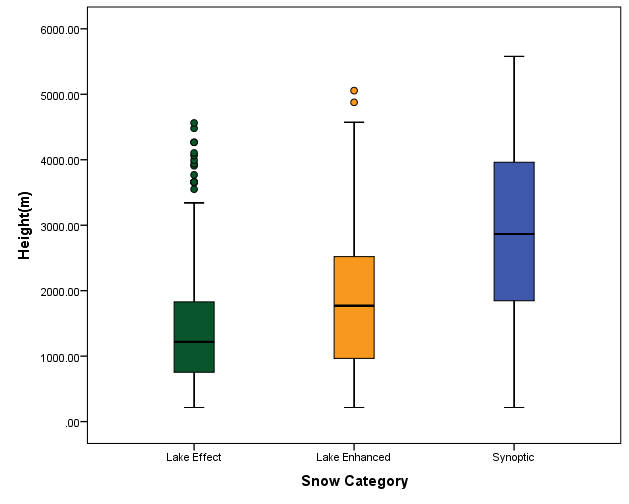 6000.00
5000.00
4000.00
3000.00
2000.00
1000.00
.00
Height(m)
Lake Effect
Lake Enhanced
Synoptic
Snow Category